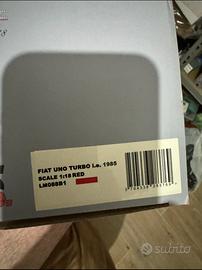 FIAT UNO TURBO i.e. 1985
SCALE 1:18 RED
LM088B1
subito